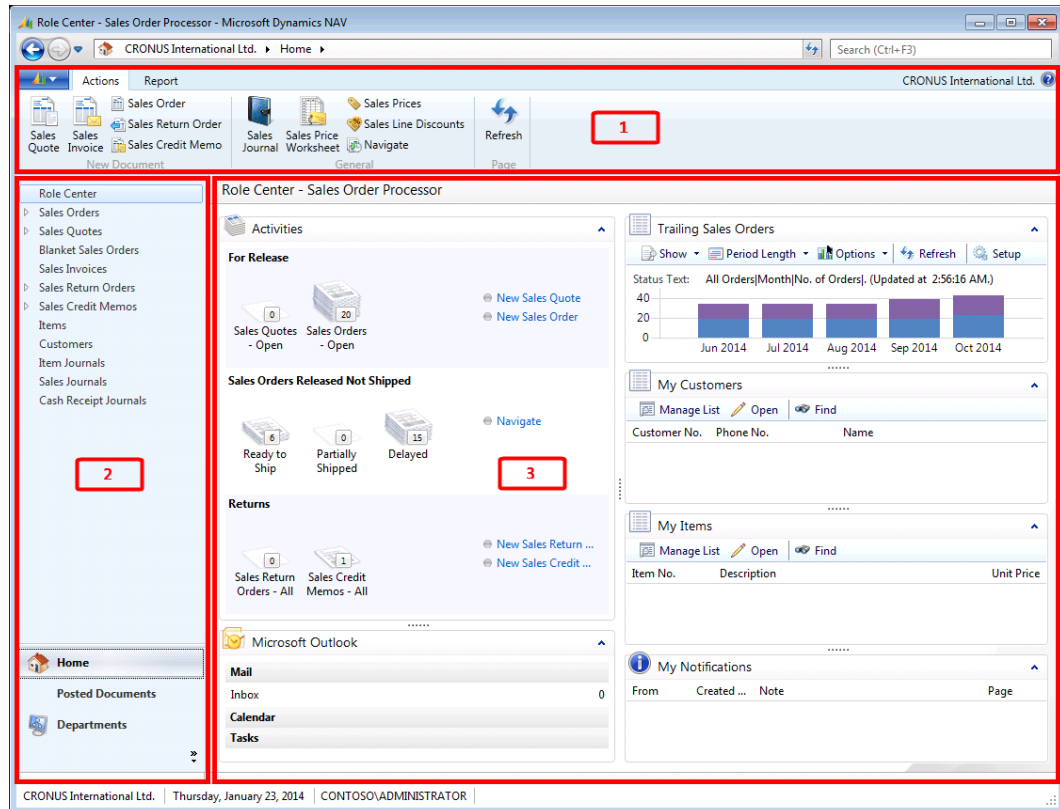 Role Center - Sales Order Processor - Microsoft Dynamics NAV
CRONUS International Ltd. Home
Search (Ctrl+F3)
Actions Report
CRONUS International Ltd.
Sales Quote
Sales Invoice
Sales Order
Sales Return Order
Sales Credit Memo
New Document
Sales Journal
Sales Price Worksheet
Sales Prices
Sales Line Discounts
Navigate
General
Refresh
Page
1
Role Center
Sales Orders
Sales Quotes
Blanket Sales Orders
Sales Invoices
Sales Return Orders
Sales Credit Memos
Items
Customers
Item Journals
Sales Journals
Cash Receipt Journals
2
Home
Posted Documents
Departments
Role Center - Sales Order Processor
Activities
For Release
0
Sales Quotes - Open
20
Sales Orders - Open
New Sales Quote
New Sales Order
Sales Orders Released Not Shipped
6
Ready to Ship
0
Partially Shipped
15
Delayed
Navigate
3
Returns
0
Sales Return Orders - All
1
Sales Credit Memos - All
New Sales Return ...
New Sales Credit ...
Microsoft Outlook
Mail
Inbox 0
Calendar
Tasks
Trailing Sales Orders
Show Period Length Options Refresh Setup
Status Text: All Orders|Month|No. of Orders|. (Updated at 2:56:16 AM.)
40
20
0
Jun 2014 Jul 2014 Aug 2014 Sep 2014 Oct 2014
My Customers
Manage List Open Find
Customer No. Phone No. Name
My Items
Manage List Open Find
Item No. Description Unit Price
My Notifications
From Created ... Note Page
CRONUS International Ltd. Thursday, January 23, 2014 CONTOSO\ADMINISTRATOR